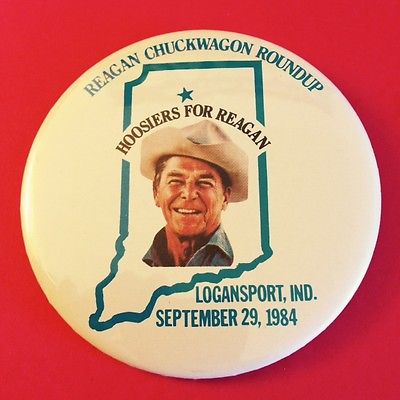 REAGAN CHUCKWAGON ROUNDUP
HOOSIERS FOR REAGAN
LOGANSPORT, IND.
SEPTEMBER 29, 1984